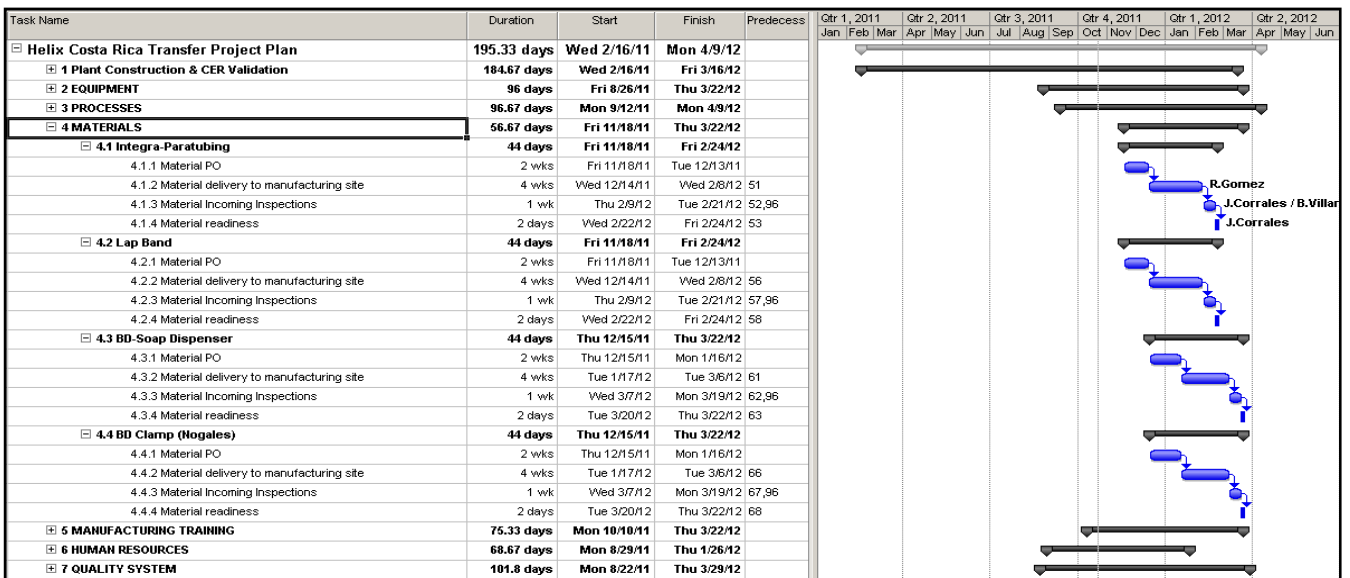 Task Name Duration Start Finish Predecess Qtr 1, 2011 Qtr 2, 2011 Qtr 3, 2011 Qtr 4, 2011 Qtr 1, 2012 Qtr 2, 2012
Jan Feb Mar Apr May Jun Jul Aug Sep Oct Nov Dec Jan Feb Mar Apr May Jun
Helix Costa Rica Transfer Project Plan 195.33 days Wed 2/16/11 Mon 4/9/12
1 Plant Construction & CER Validation 184.67 days Wed 2/16/11 Fri 3/16/12
2 EQUIPMENT 96 days Fri 8/26/11 Thu 3/22/12
3 PROCESSES 96.67 days Mon 9/12/11 Mon 4/9/12
4 MATERIALS 56.67 days Fri 11/18/11 Thu 3/22/12
4.1 Integra-Paratubing 44 days Fri 11/18/11 Fri 2/24/12
4.1.1 Material PO 2 wks Fri 11/18/11 Tue 12/13/11
4.1.2 Material delivery to manufacturing site 4 wks Wed 12/14/11 Wed 2/8/12 51 R.Gomez
4.1.3 Material Incoming Inspections 1 wk Thu 2/9/12 Tue 2/21/12 52,96 J.Corrales / B.Villar
4.1.4 Material readiness 2 days Wed 2/22/12 Fri 2/24/12 53 J.Corrales
4.2 Lap Band 44 days Fri 11/18/11 Fri 2/24/12
4.2.1 Material PO 2 wks Fri 11/18/11 Tue 12/13/11
4.2.2 Material delivery to manufacturing site 4 wks Wed 12/14/11 Wed 2/8/12 56
4.2.3 Material Incoming Inspections 1 wk Thu 2/9/12 Tue 2/21/12 57,96
4.2.4 Material readiness 2 days Wed 2/22/12 Fri 2/24/12 58
4.3 BD-Soap Dispenser 44 days Thu 12/15/11 Thu 3/22/12
4.3.1 Material PO 2 wks Thu 12/15/11 Mon 1/16/12
4.3.2 Material delivery to manufacturing site 4 wks Tue 1/17/12 Tue 3/6/12 61
4.3.3 Material Incoming Inspections 1 wk Wed 3/7/12 Mon 3/19/12 62,96
4.3.4 Material readiness 2 days Tue 3/20/12 Thu 3/22/12 63
4.4 BD Clamp (Nogales) 44 days Thu 12/15/11 Thu 3/22/12
4.4.1 Material PO 2 wks Thu 12/15/11 Mon 1/16/12
4.4.2 Material delivery to manufacturing site 4 wks Tue 1/17/12 Tue 3/6/12 66
4.4.3 Material Incoming Inspections 1 wk Wed 3/7/12 Mon 3/19/12 67,96
4.4.4 Material readiness 2 days Tue 3/20/12 Thu 3/22/12 68
5 MANUFACTURING TRAINING 75.33 days Mon 10/10/11 Thu 3/22/12
6 HUMAN RESOURCES 68.67 days Mon 8/29/11 Thu 1/26/12
7 QUALITY SYSTEM 101.8 days Mon 8/22/11 Thu 3/29/12